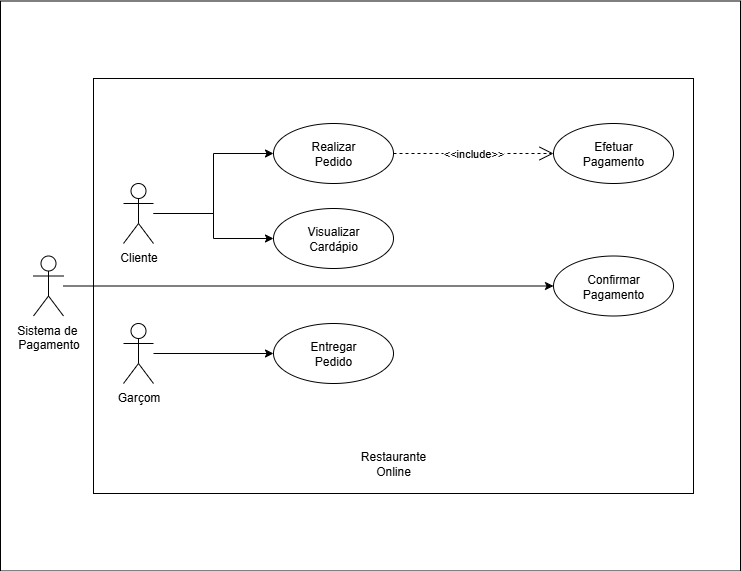 Realizar
Pedido
<<include>>
Efetuar
Pagamento
Visualizar
Cardápio
Cliente
Confirmar
Pagamento
Sistema de
Pagamento
Entregar
Pedido
Garçom
Restaurante
Online